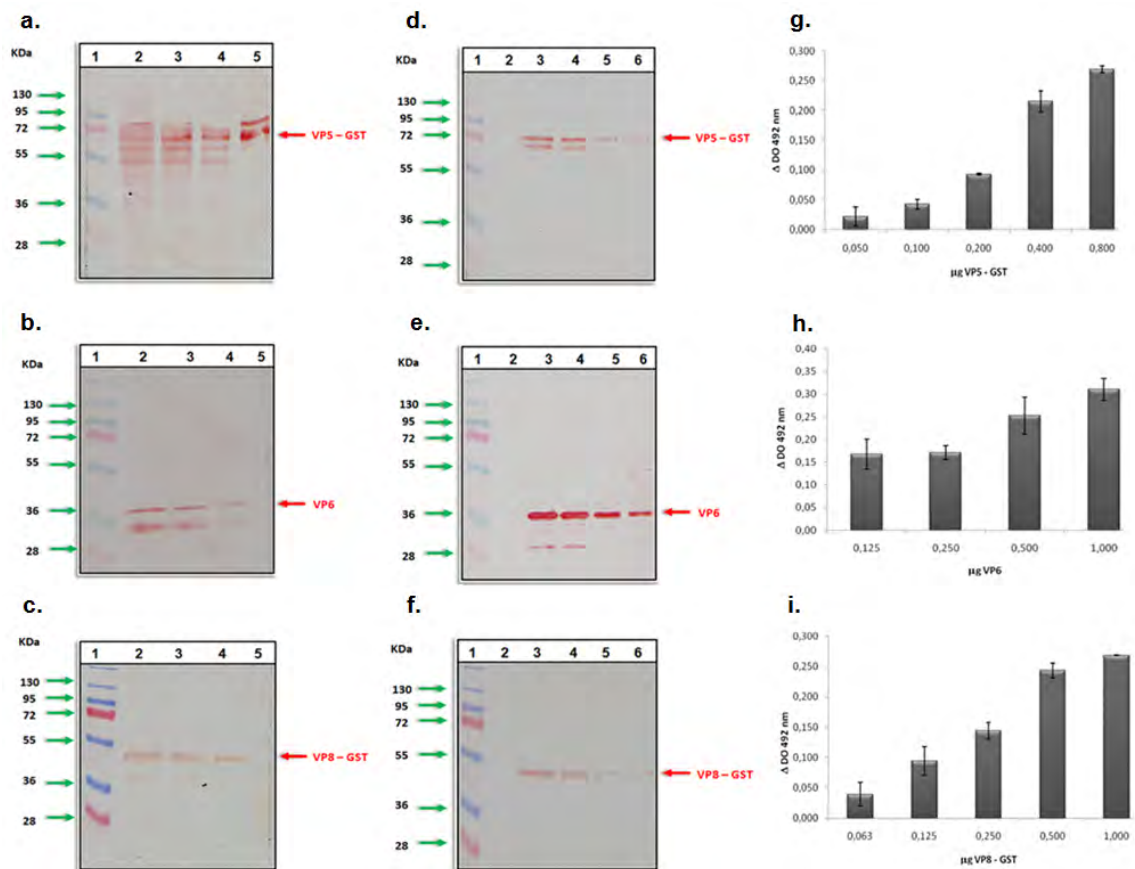 a.
KDa
1 2 3 4 5
130
95
72
55
36
28
VP5 – GST
d.
KDa
1 2 3 4 5 6
130
95
72
55
36
28
VP5 – GST
g.
Δ DO 492 nm
0,300
0,250
0,200
0,150
0,100
0,050
0,000
0,050 0,100 0,200 0,400 0,800
µg VP5 - GST
b.
KDa
1 2 3 4 5
130
95
72
55
36
28
VP6
e.
KDa
1 2 3 4 5 6
130
95
72
55
36
28
VP6
h.
Δ DO 492 nm
0,40
0,35
0,30
0,25
0,20
0,15
0,10
0,05
0,00
0,125 0,250 0,500 1,000
µg VP6
c.
KDa
1 2 3 4 5
130
95
72
55
36
28
VP8 – GST
f.
KDa
1 2 3 4 5 6
130
95
72
55
36
28
VP8 – GST
i.
Δ DO 492 nm
0,300
0,250
0,200
0,150
0,100
0,050
0,000
0,063 0,125 0,250 0,500 1,000
µg VP8 - GST